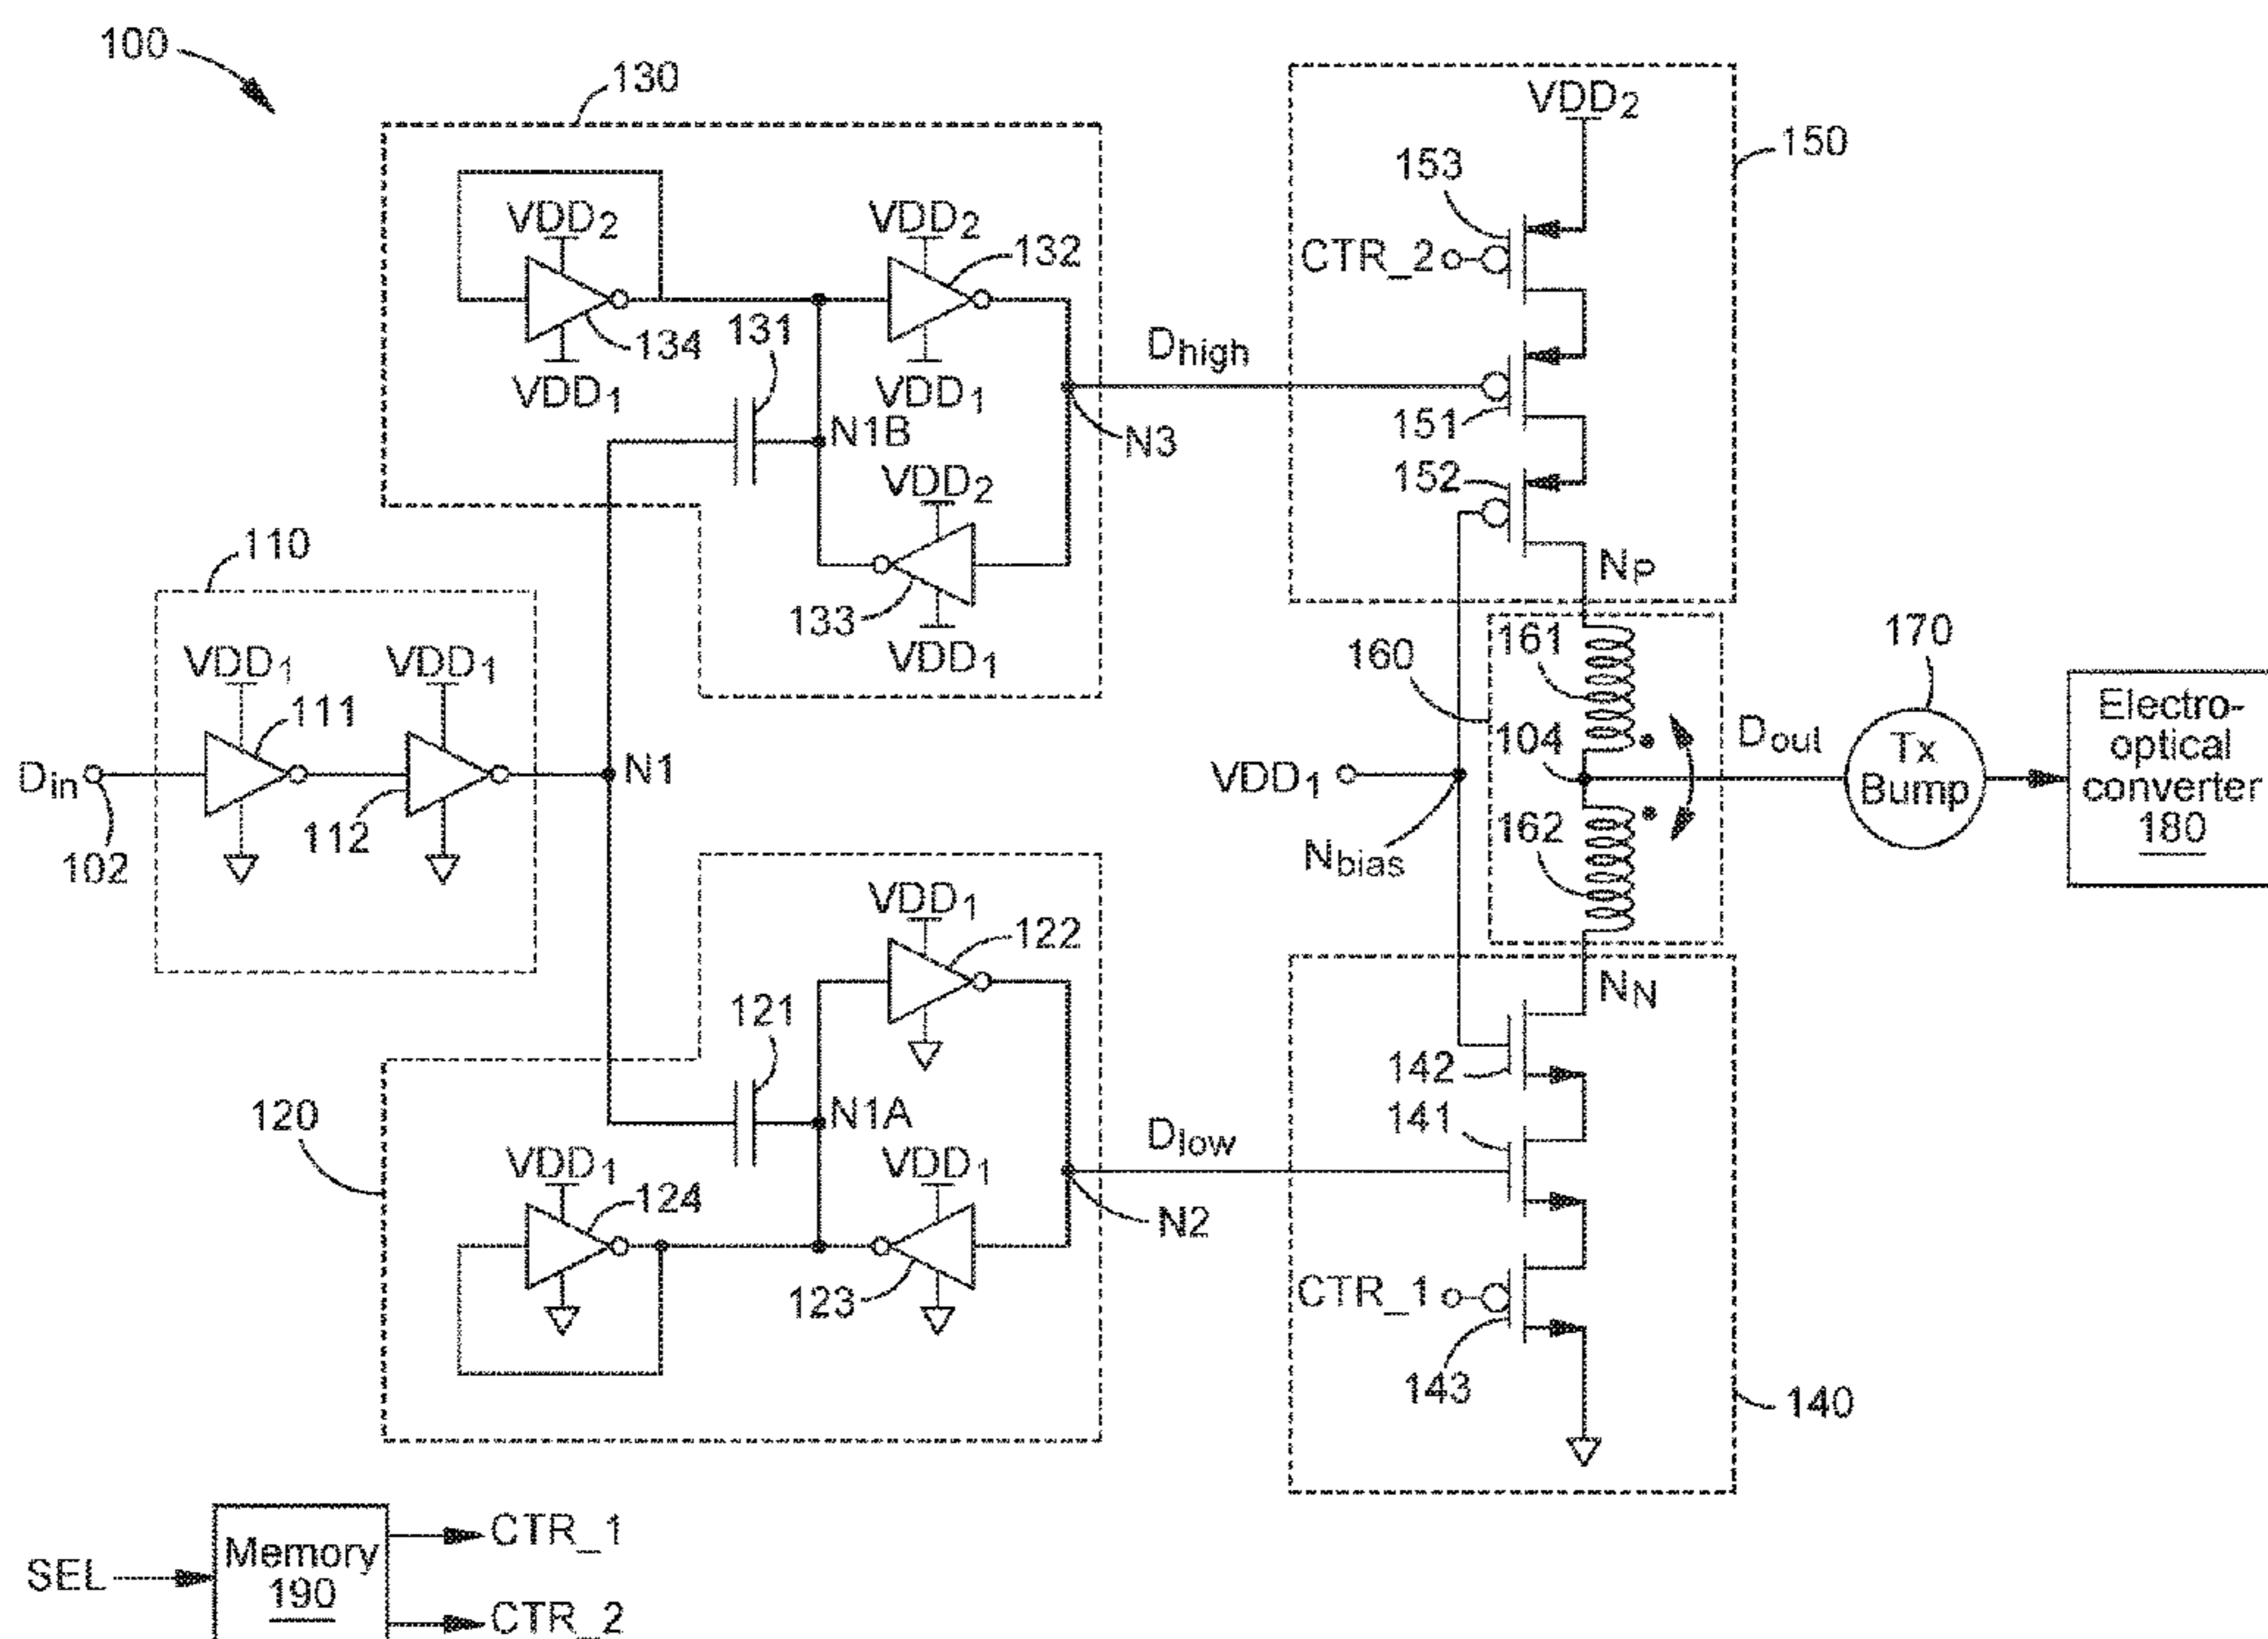 100
130
VDD2
150
153
VDD2
VDD2
132
CTR_2
134
131
Dhigh
VDD1
VDD1
151
N1B
N3
152
VDD2
110
NP
133
161
170
160
VDD1
VDD1
VDD1
111
Electro-
optical
converter
180
104
Dout
Tx
Bump
Din
N1
VDD1
112
162
102
Nbias
VDD1
122
NN
121
142
120
N1A
141
Dlow
VDD1
124
VDD1
N2
123
CTR_1
143
140
CTR_1
SEL
Memory
190
CTR_2